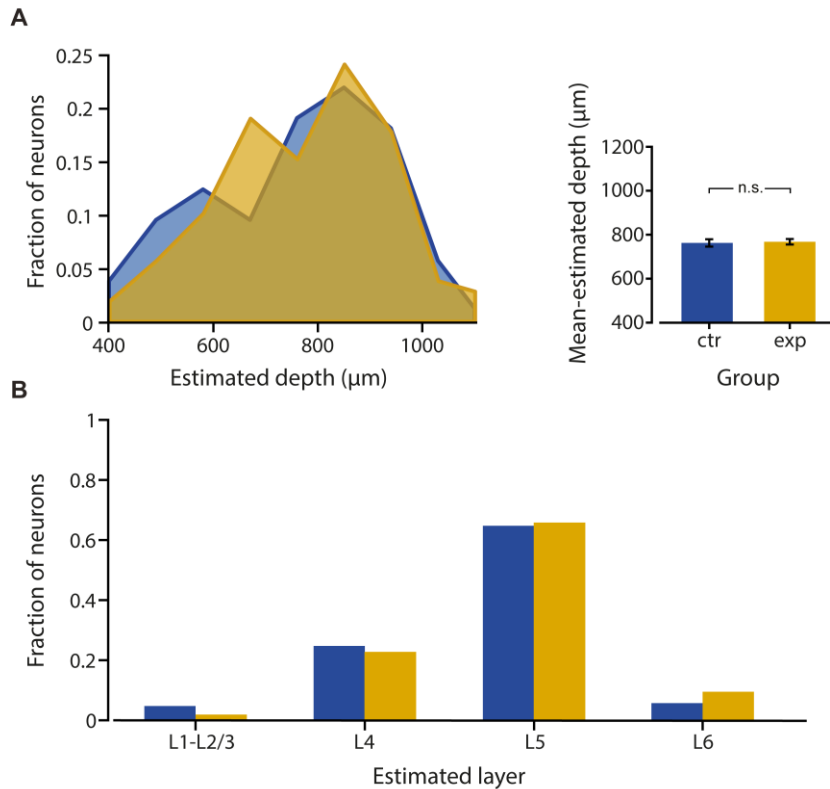 A
Fraction of neurons
0.25
0.2
0.15
0.1
0.05
0
400
600
800
1000
Estimated depth (μm)
Mean-estimated depth (μm)
1200
1000
800
600
400
n.s.
ctr
exp
Group
B
Fraction of neurons
1
0.8
0.6
0.4
0.2
0
L1-L2/3
L4
L5
L6
Estimated layer